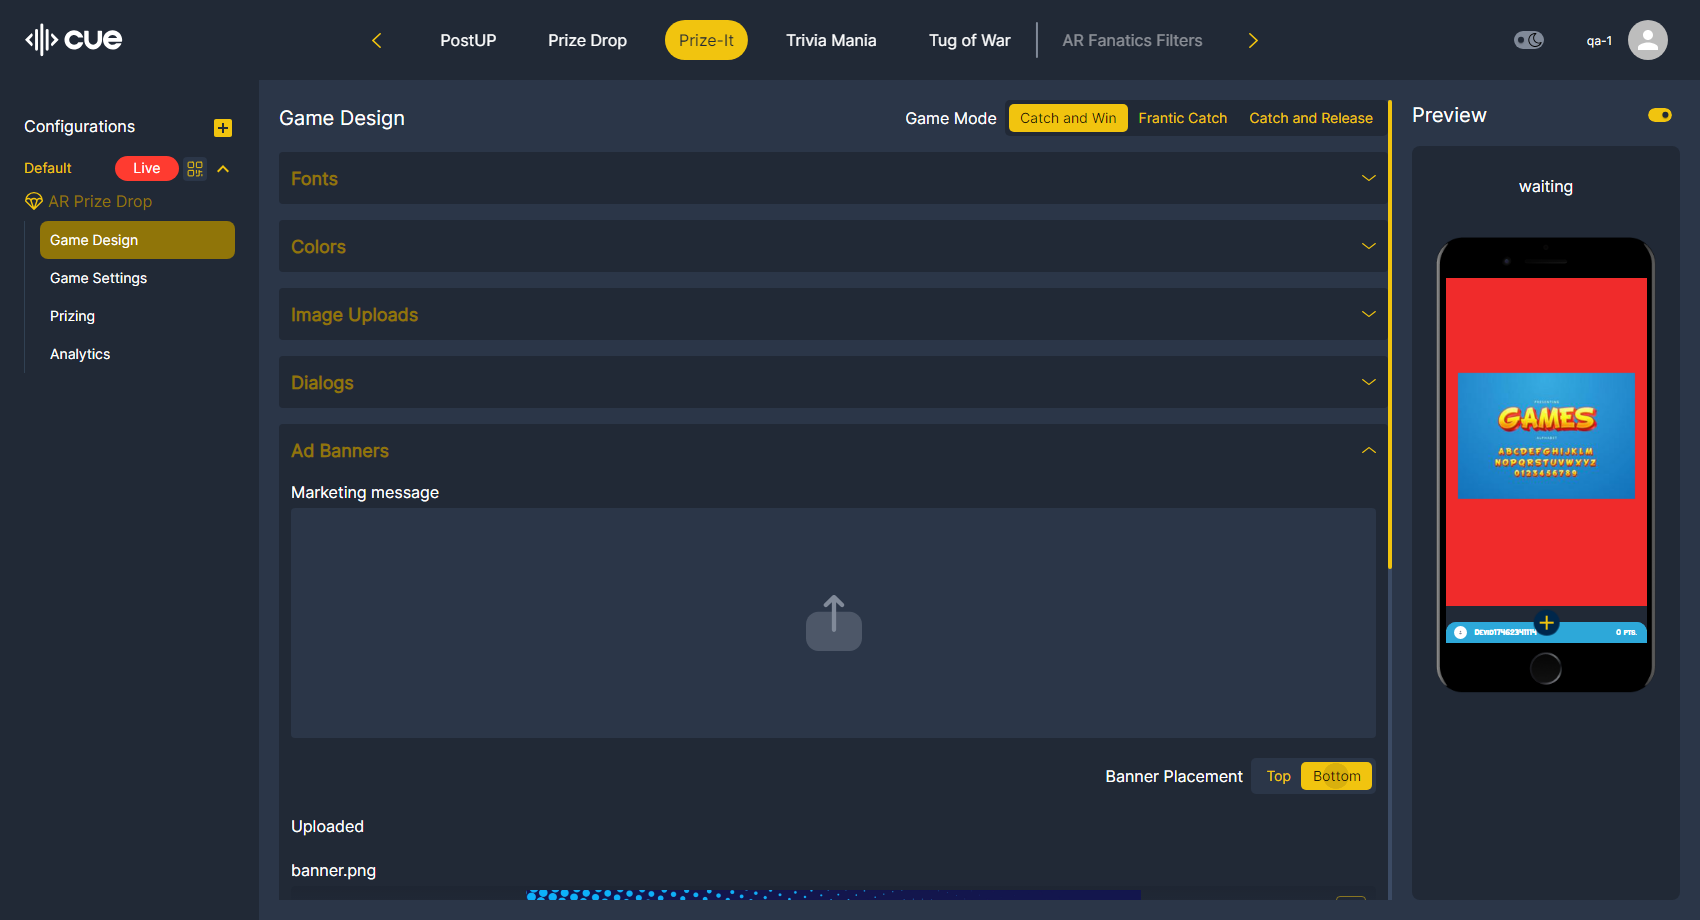 cue
PostUP
Prize Drop
Prize-It
Trivia Mania
Tug of War
AR Fanatics Filters
qa-1
Configurations
Default
Live
AR Prize Drop
Game Design
Game Settings
Prizing
Analytics
Game Design
Game Mode
Catch and Win
Frantic Catch
Catch and Release
Fonts
Colors
Image Uploads
Dialogs
Ad Banners
Marketing message
Banner Placement
Top
Bottom
Uploaded
banner.png
Preview
waiting
PRESENTING
GAMES
ALPHABET
ABCDEFGHIJKLM
NOPQRSTUVWXYZ
0123456789
0 PTS.